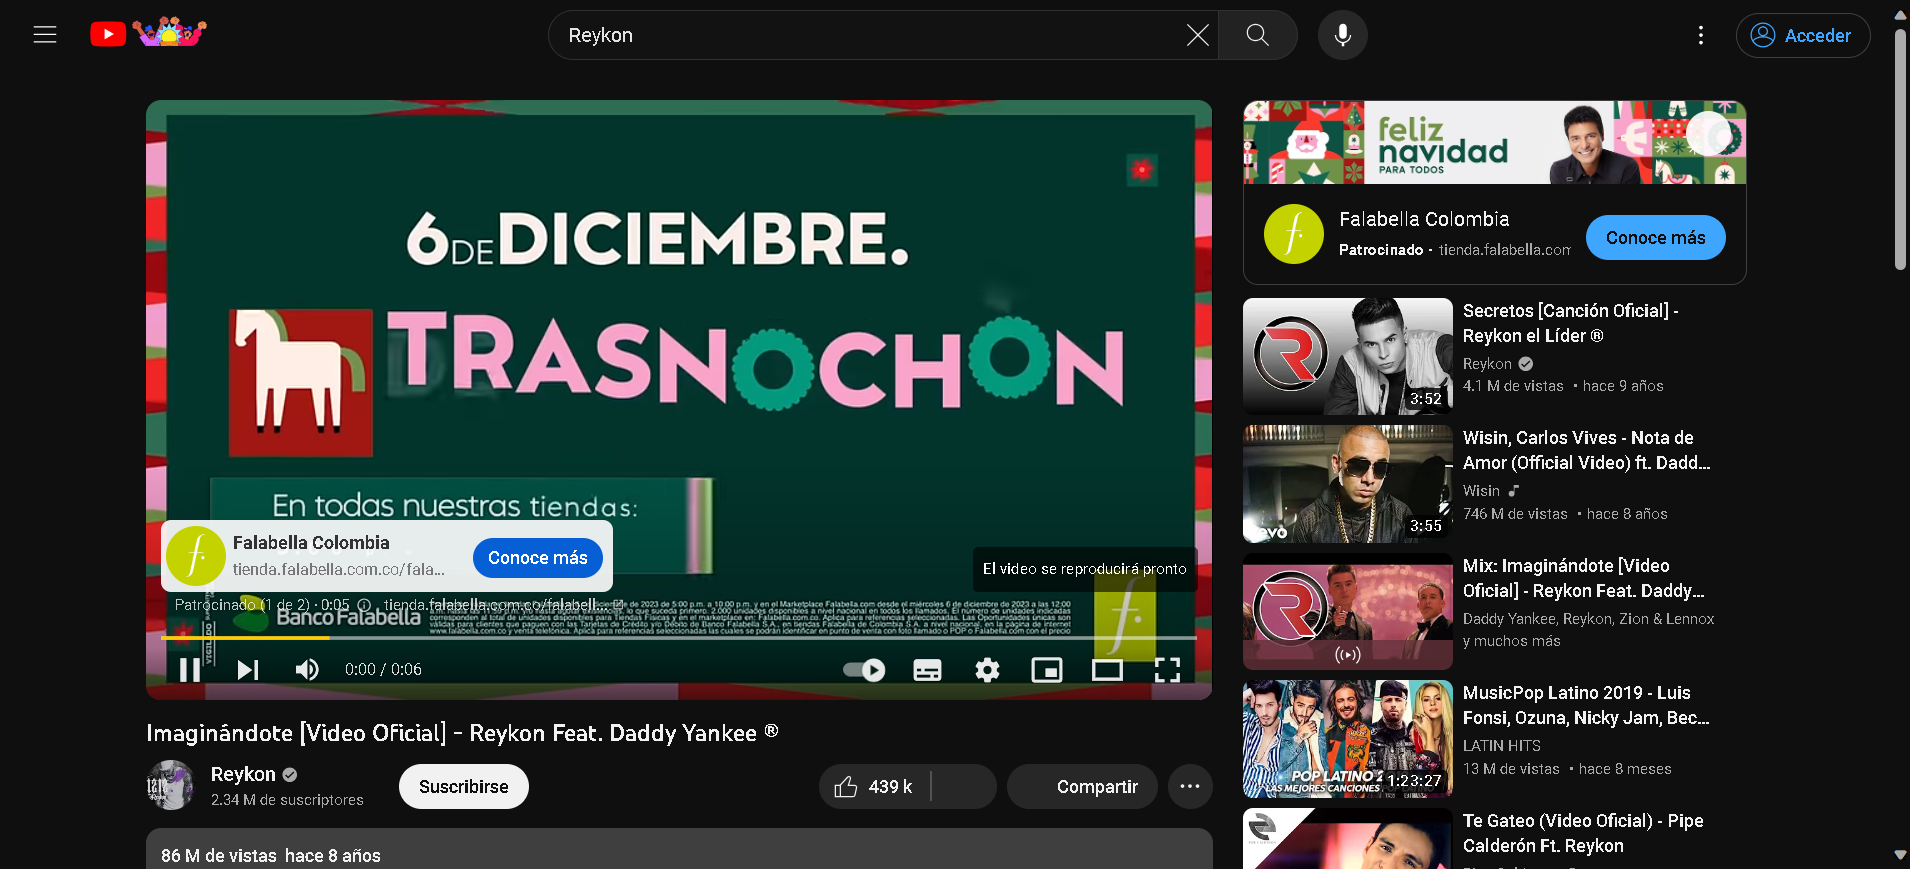 Reykon
Acceder
6 DE DICIEMBRE.
TRASNOCHON
En todas nuestras tiendas:
Falabella Colombia
tienda.falabella.com.co/fala...
Conoce más
El video se reproducirá pronto
Patrocinado (1 de 2) · 0:05
tienda.falabella.com.co/falabell...
Banco Falabella
VIGILADO
0:00 / 0:06
Imaginándote [Video Oficial] - Reykon Feat. Daddy Yankee ®
Reykon
2.34 M de suscriptores
Suscribirse
439 k
Compartir
86 M de vistas hace 8 años
feliz
navidad
PARA TODOS
Falabella Colombia
Patrocinado · tienda.falabella.com
Conoce más
3:52
Secretos [Canción Oficial] -
Reykon el Líder ®
Reykon
4.1 M de vistas • hace 9 años
vevo
3:55
Wisin, Carlos Vives - Nota de
Amor (Official Video) ft. Dadd...
Wisin
746 M de vistas • hace 8 años
Mix: Imaginándote [Video
Oficial] - Reykon Feat. Daddy...
Daddy Yankee, Reykon, Zion & Lennox
y muchos más
POP LATINO 2
LAS MEJORES CANCIONES
1:23:27
MusicPop Latino 2019 - Luis
Fonsi, Ozuna, Nicky Jam, Bec...
LATIN HITS
13 M de vistas • hace 8 meses
Te Gateo (Video Oficial) - Pipe
Calderón Ft. Reykon